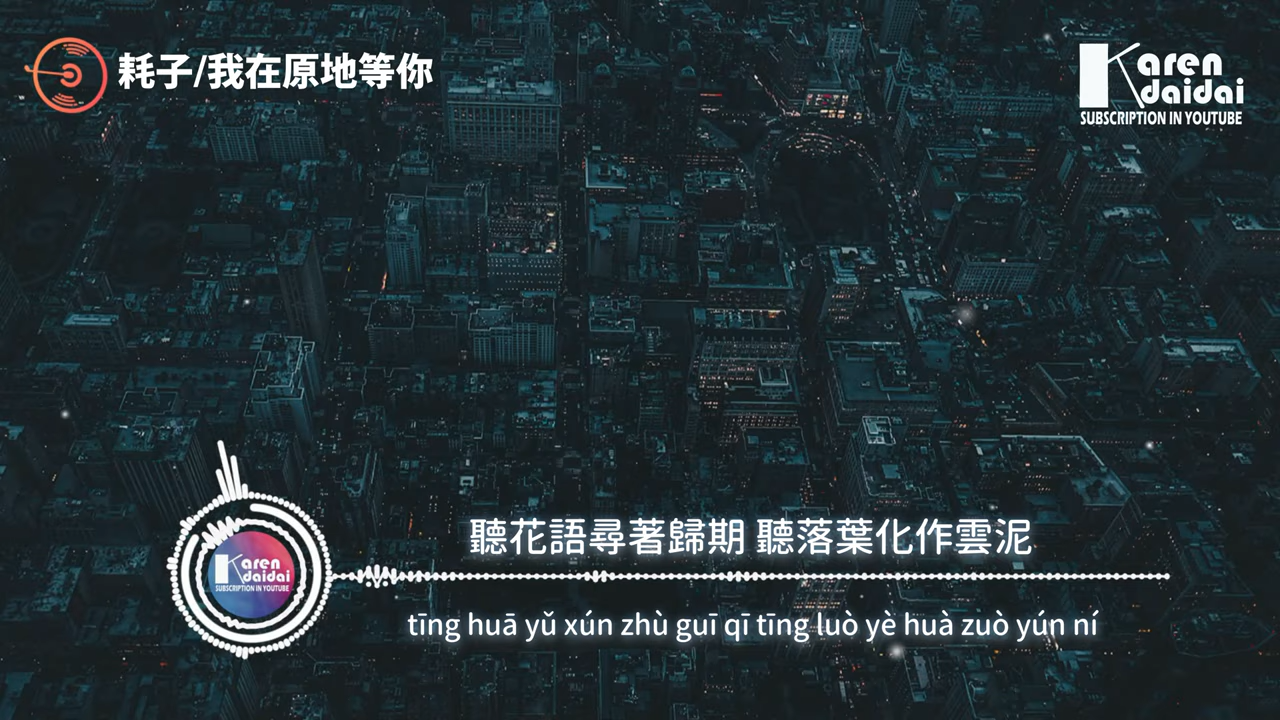 耗子/我在原地等你
Karen
daidai
SUBSCRIPTION IN YOUTUBE
聽花語尋著歸期 聽落葉化作雲泥
Karen
daidai
SUBSCRIPTION IN YOUTUBE
tīng huā yǔ xún zhù guī qī tīng luò yè huà zuò yún ní